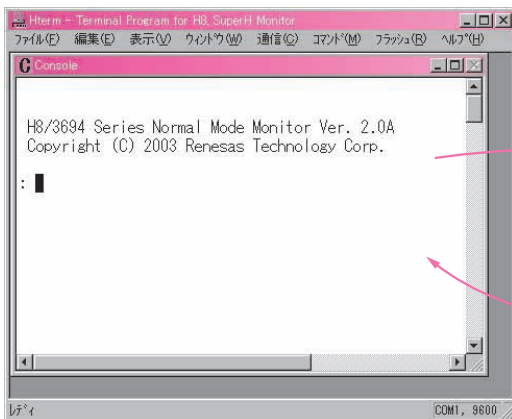 Hterm - Terminal Program for H8, SuperH Monitor
ﾌｧｲﾙ(F) 編集(E) 表示(V) ｳｨﾝﾄﾞｳ(W) 通信(C) ｺﾏﾝﾄﾞ(M) ﾌﾗｯｼｭ(R) ﾍﾙﾌﾟ(H)
Console
H8/3694 Series Normal Mode Monitor Ver. 2.0A
Copyright (C) 2003 Renesas Technology Corp.
:
ﾚﾃﾞｨ COM1, 9600